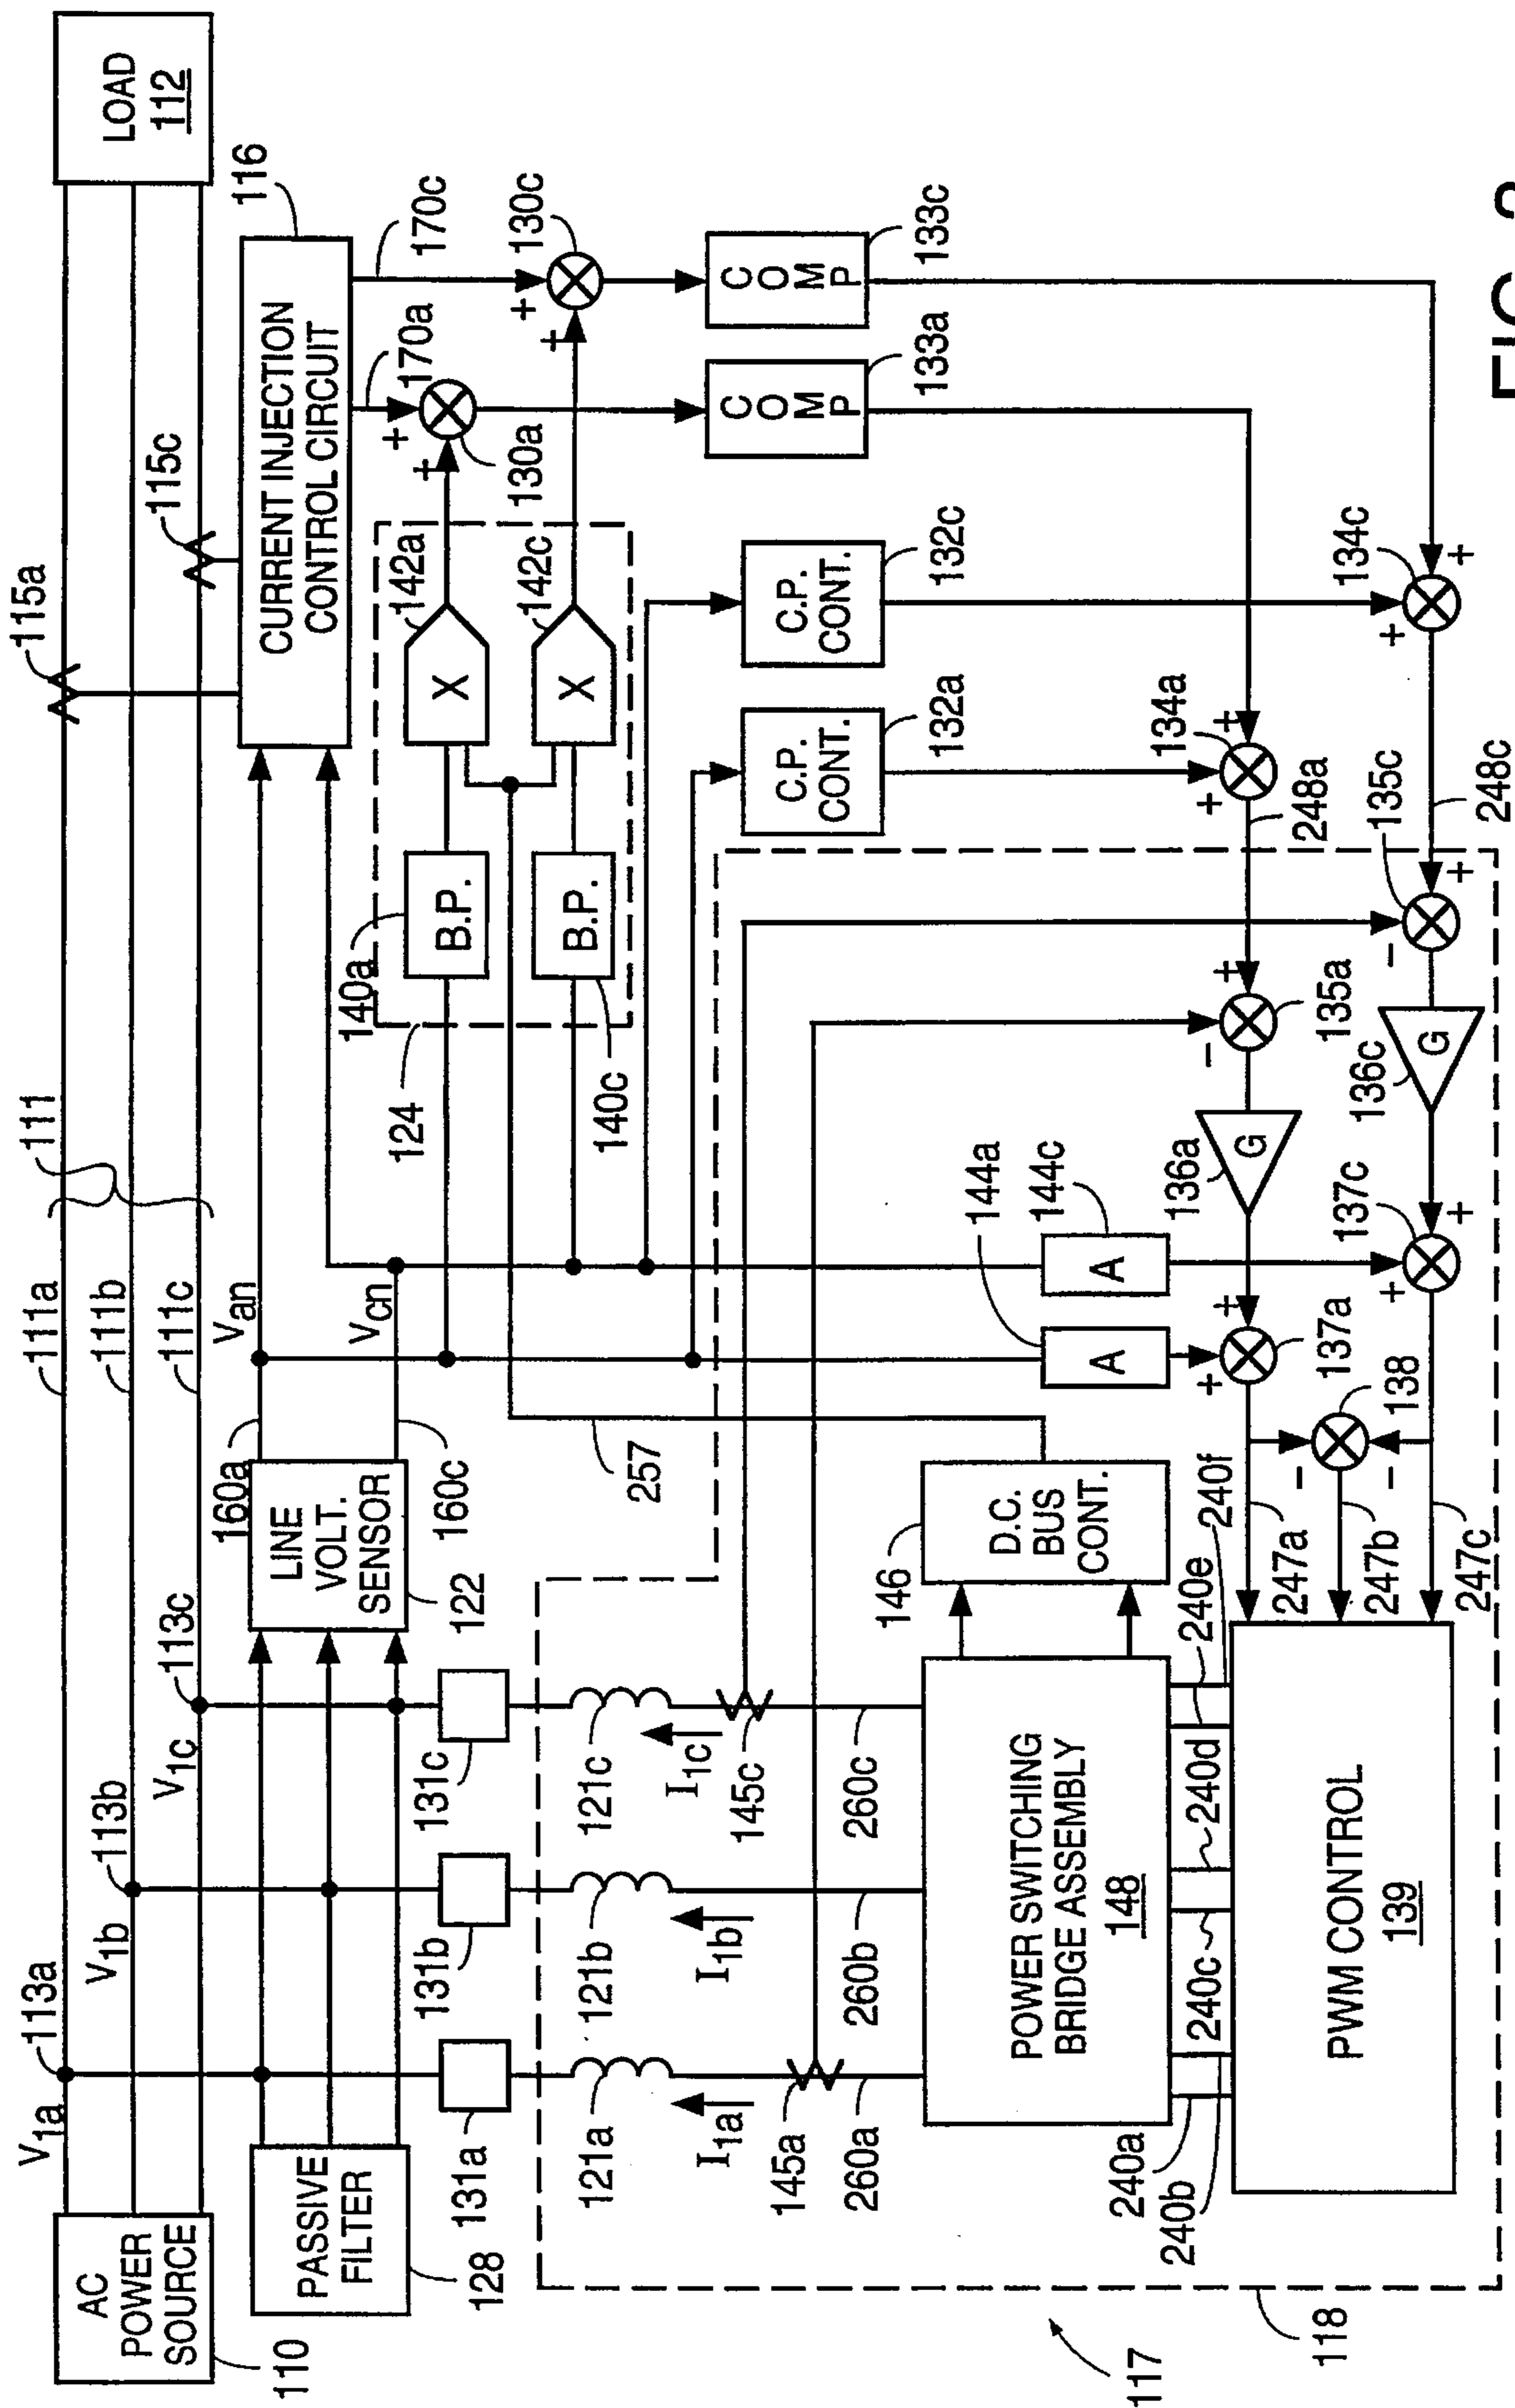 115a
LOAD
112
111
111a
111b
111c
113a
V1a
113b
V1b
113c
V1c
115c
116
AC
POWER
SOURCE
110
PASSIVE
FILTER
128
LINE
VOLT.
SENSOR
122
160a
160c
Van
Vcn
CURRENT INJECTION
CONTROL CIRCUIT
170a
170c
+
+
130a
+
+
130c
124
140a
B.P.
X
142a
140c
B.P.
X
142c
C
O
M
P
133a
C
O
M
P
133c
131a
131b
131c
121a
121b
121c
I1a
I1b
I1c
145a
145c
260a
260b
260c
257
C.P.
CONT.
132a
C.P.
CONT.
132c
146
D.C.
BUS
CONT.
144a
A
144c
A
POWER SWITCHING
BRIDGE ASSEMBLY
148
240a
240b
240c
240d
240e
240f
PWM CONTROL
139
247a
247b
247c
-
-
138
+
+
137a
+
+
137c
136a
G
136c
G
-
+
135a
-
+
135c
248a
248c
+
+
134a
+
+
134c
117
118